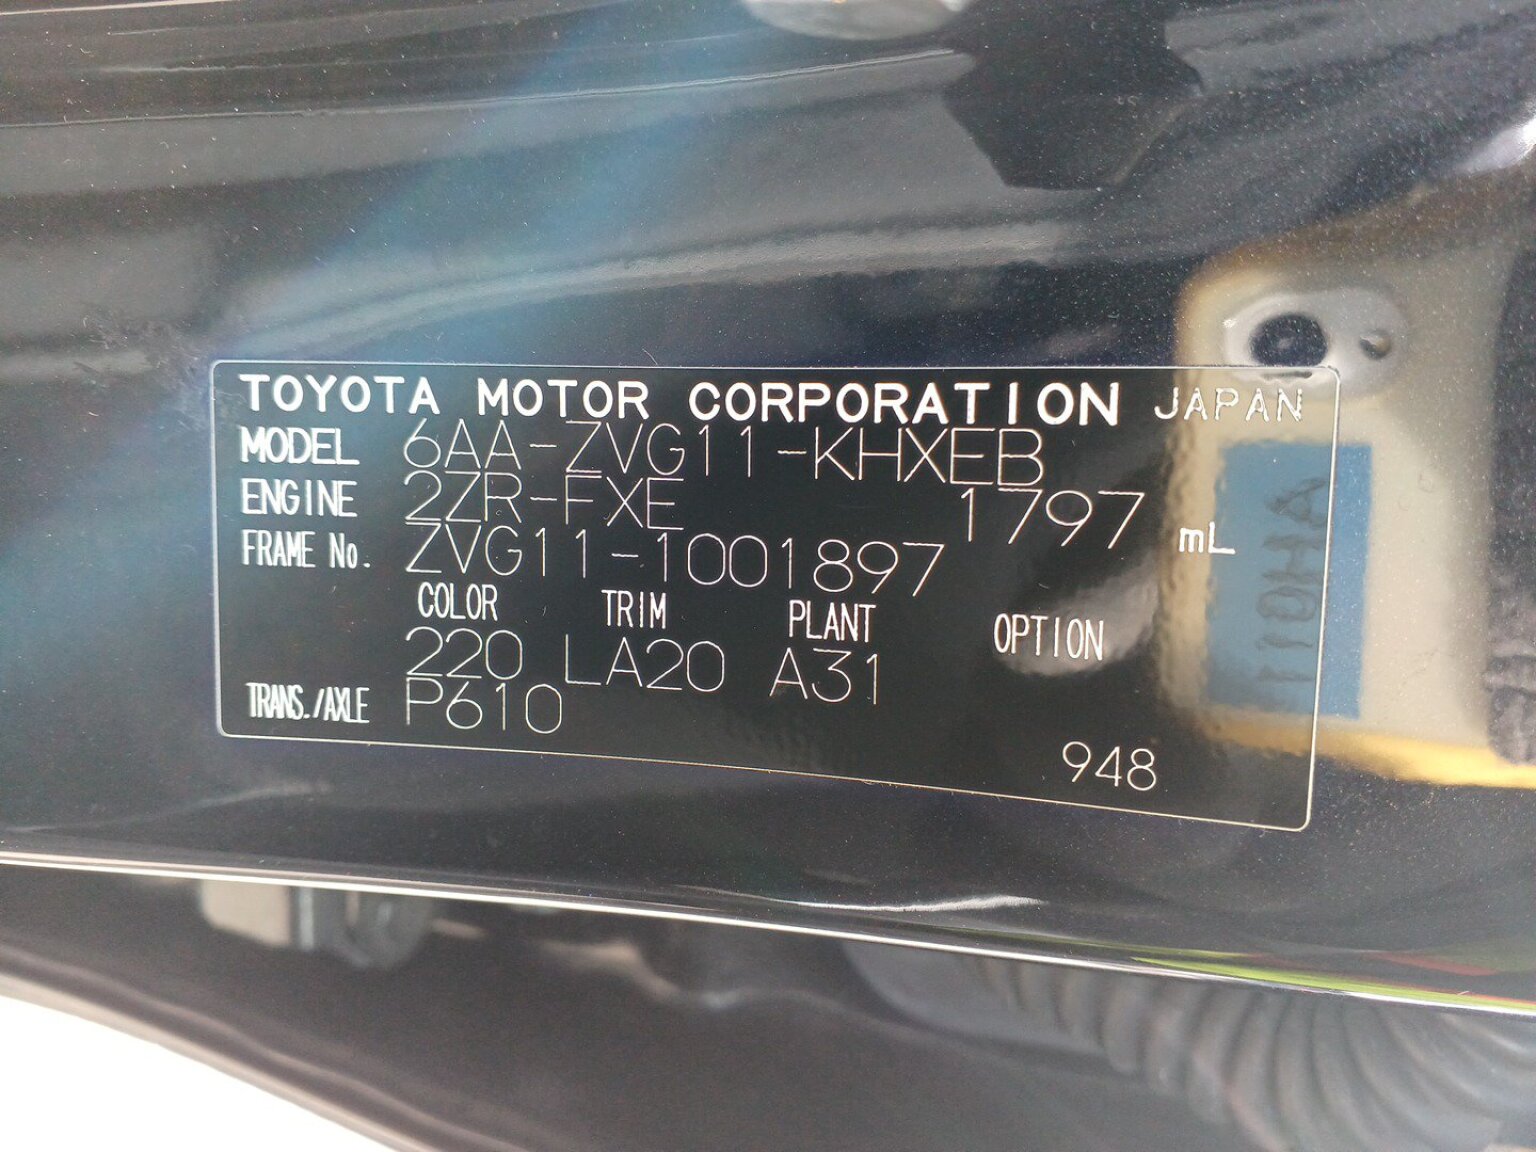 TOYOTA MOTOR CORPORATION JAPAN
MODEL 6AA-ZVG11-KHXEB
ENGINE 2ZR-FXE 1797 mL
FRAME No. ZVG11-1001897
COLOR TRIM PLANT OPTION
220 LA20 A31
TRANS./AXLE P610
948